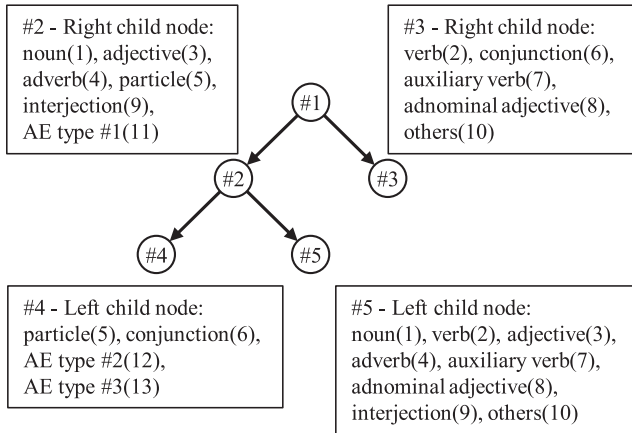 #2 - Right child node:
noun(1), adjective(3),
adverb(4), particle(5),
interjection(9),
AE type #1(11)
#3 - Right child node:
verb(2), conjunction(6),
auxiliary verb(7),
adnominal adjective(8),
others(10)
#1
#2
#3
#4
#5
#4 - Left child node:
particle(5), conjunction(6),
AE type #2(12),
AE type #3(13)
#5 - Left child node:
noun(1), verb(2), adjective(3),
adverb(4), auxiliary verb(7),
adnominal adjective(8),
interjection(9), others(10)